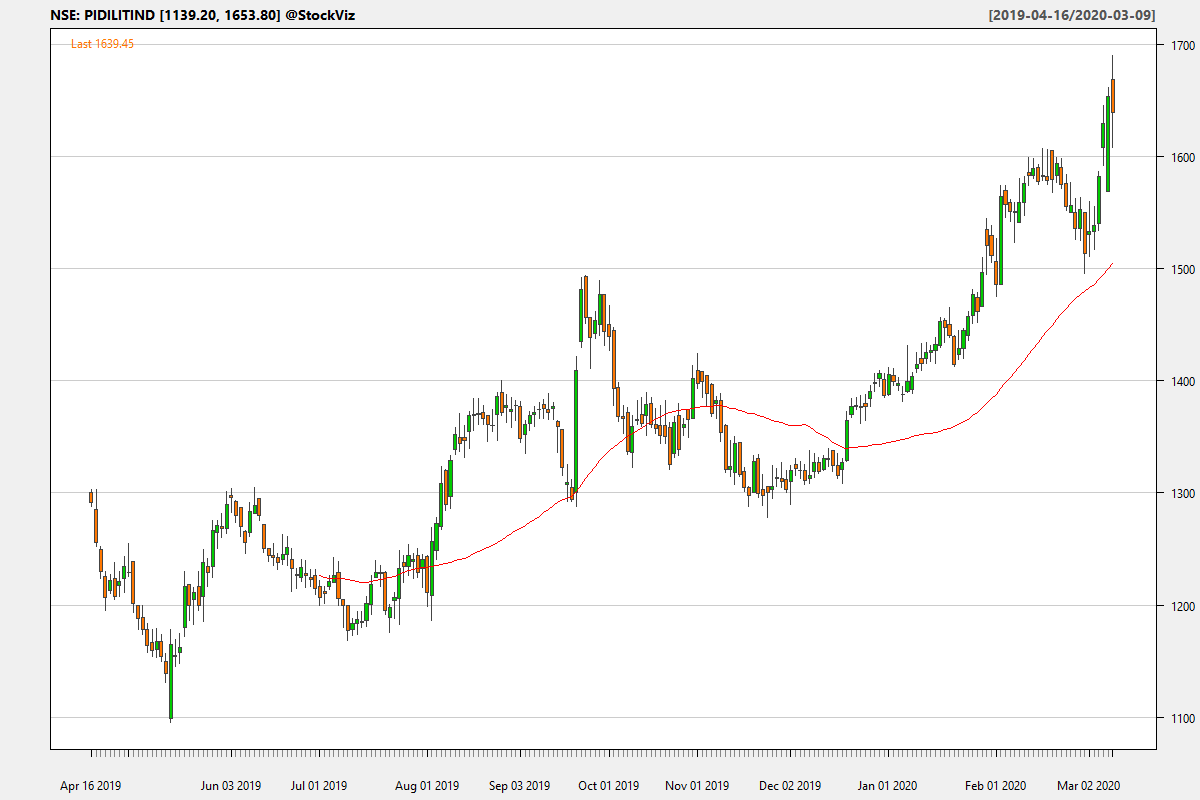 NSE: PIDILITIND [1139.20, 1653.80] @StockViz
[2019-04-16/2020-03-09]
Last 1639.45
1700
1600
1500
1400
1300
1200
1100
Apr 16 2019 Jun 03 2019 Jul 01 2019 Aug 01 2019 Sep 03 2019 Oct 01 2019 Nov 01 2019 Dec 02 2019 Jan 01 2020 Feb 01 2020 Mar 02 2020